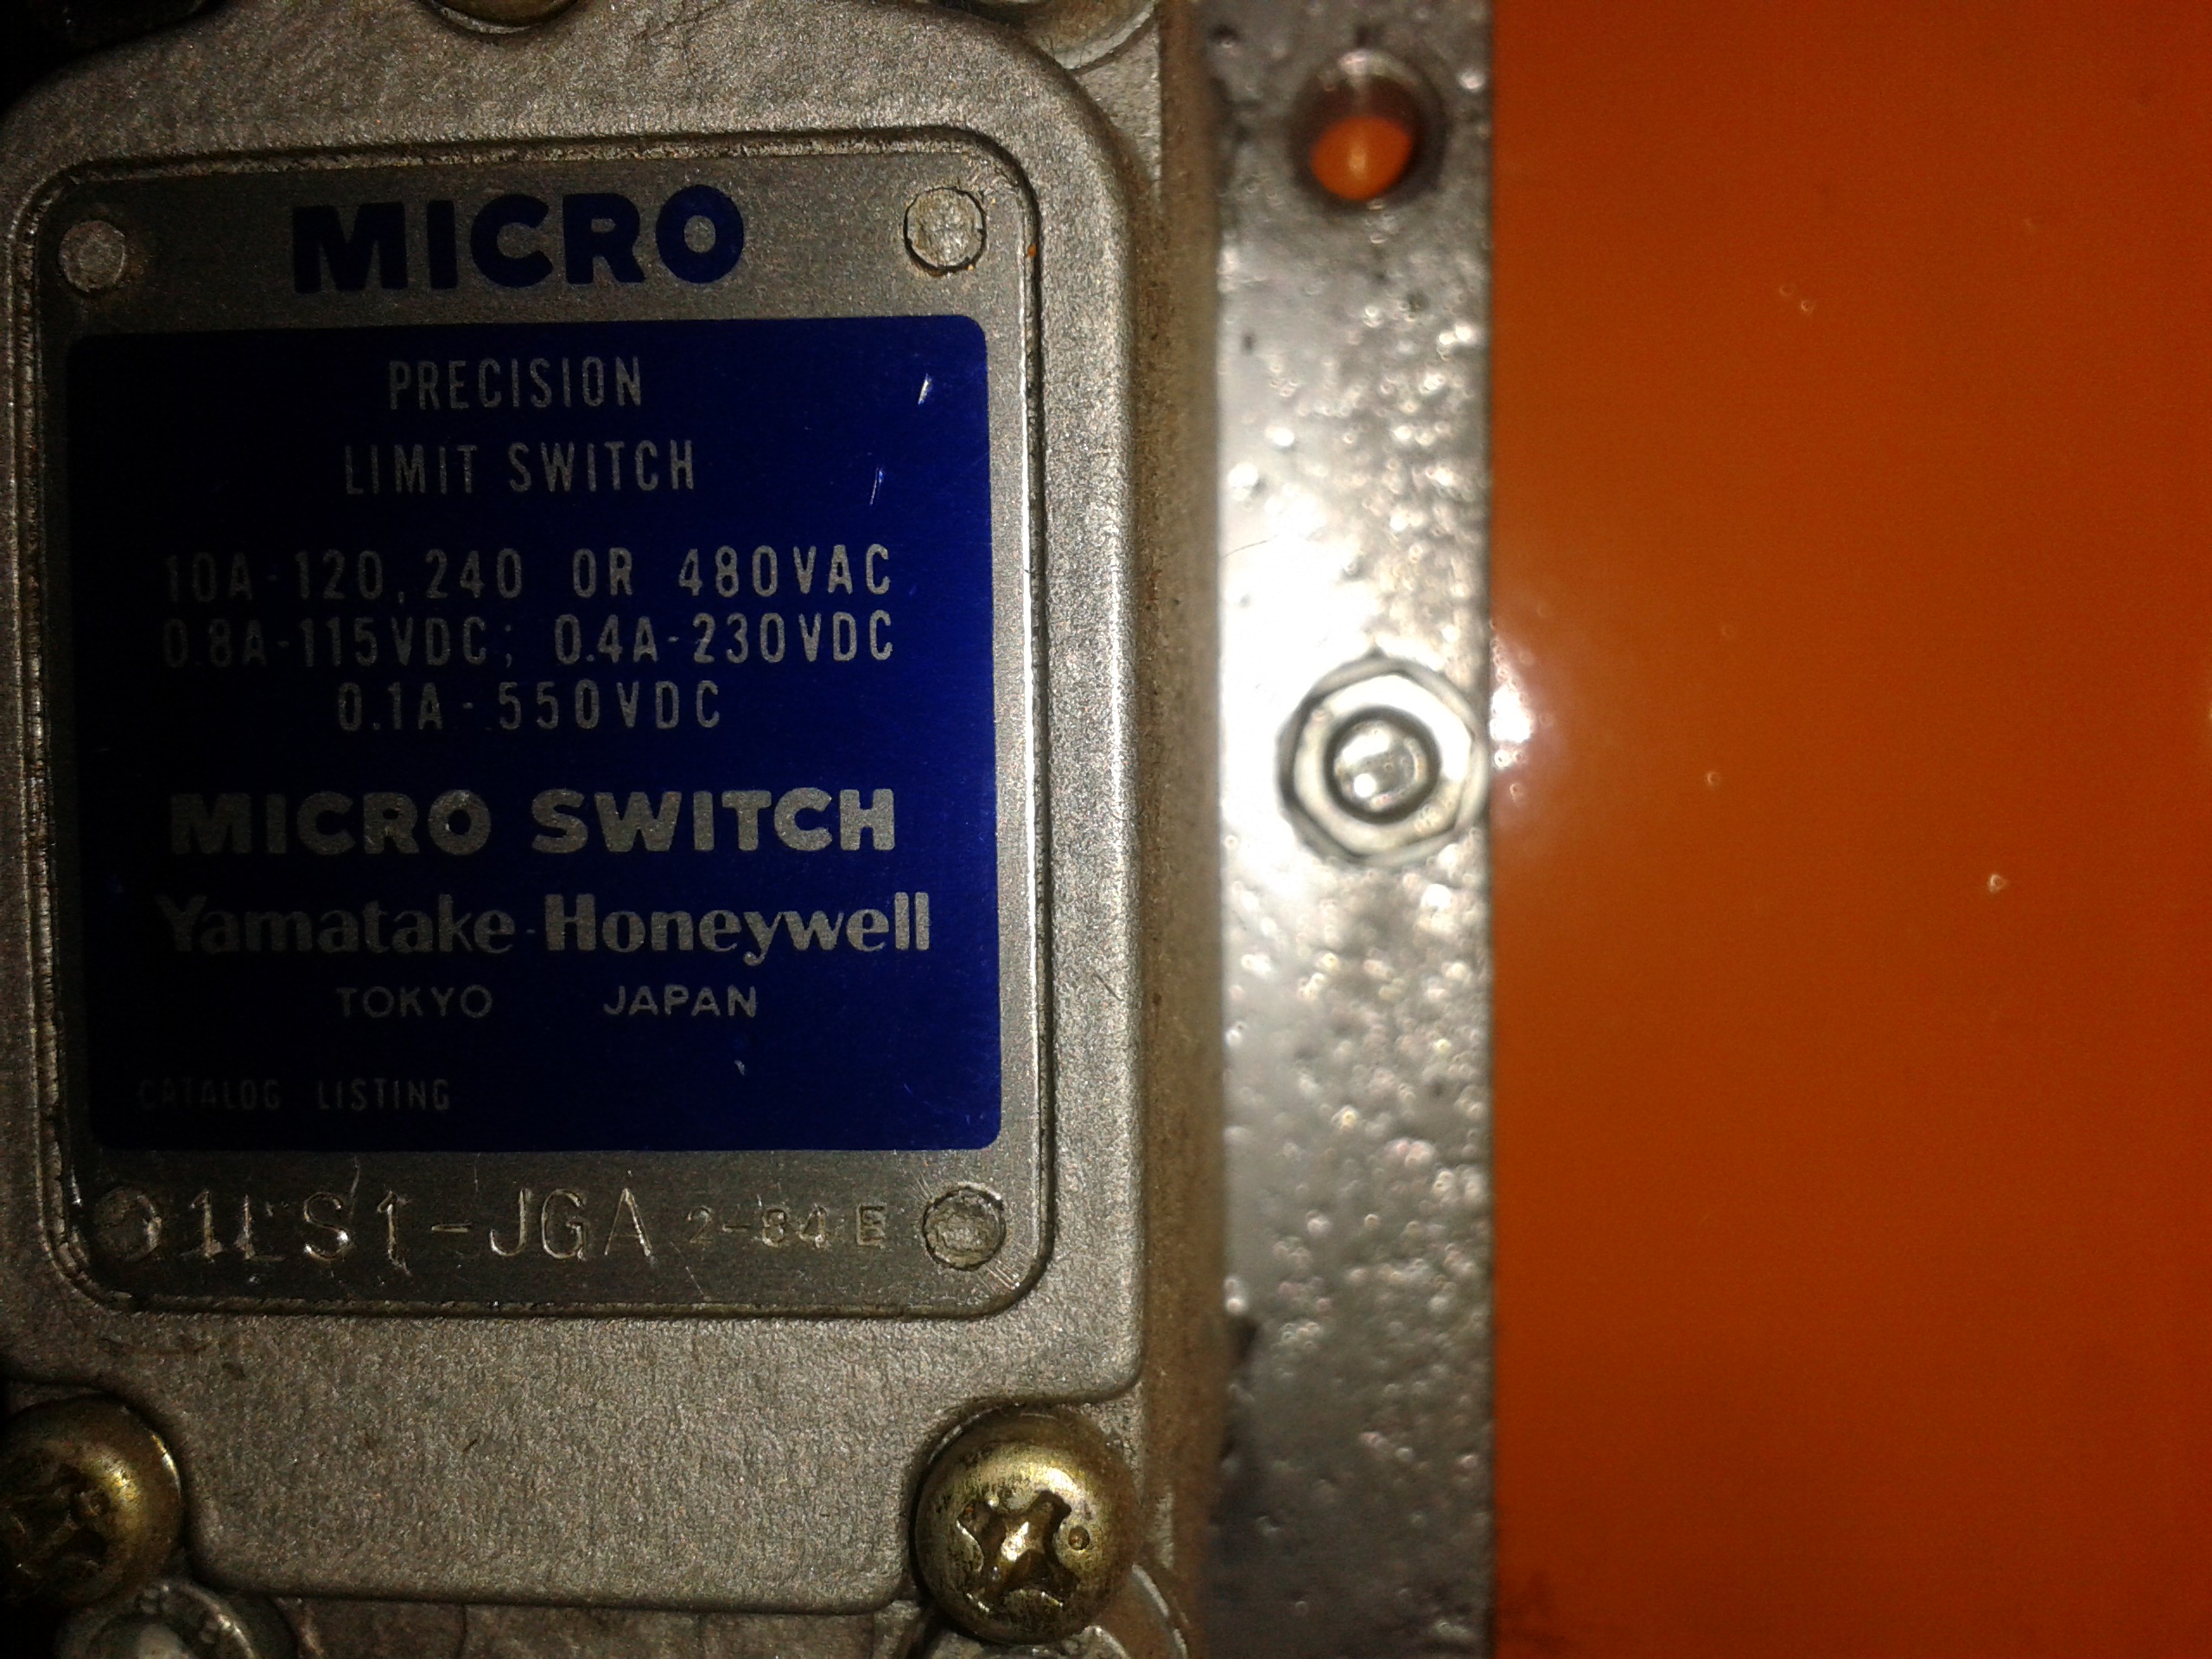 MICRO
PRECISION
LIMIT SWITCH
10A-120,240 OR 480VAC
0.8A-115VDC; 0.4A-230VDC
0.1A-550VDC
MICRO SWITCH
Yamatake-Honeywell
TOKYO JAPAN
CATALOG LISTING
1LS1-JGA 2-84E